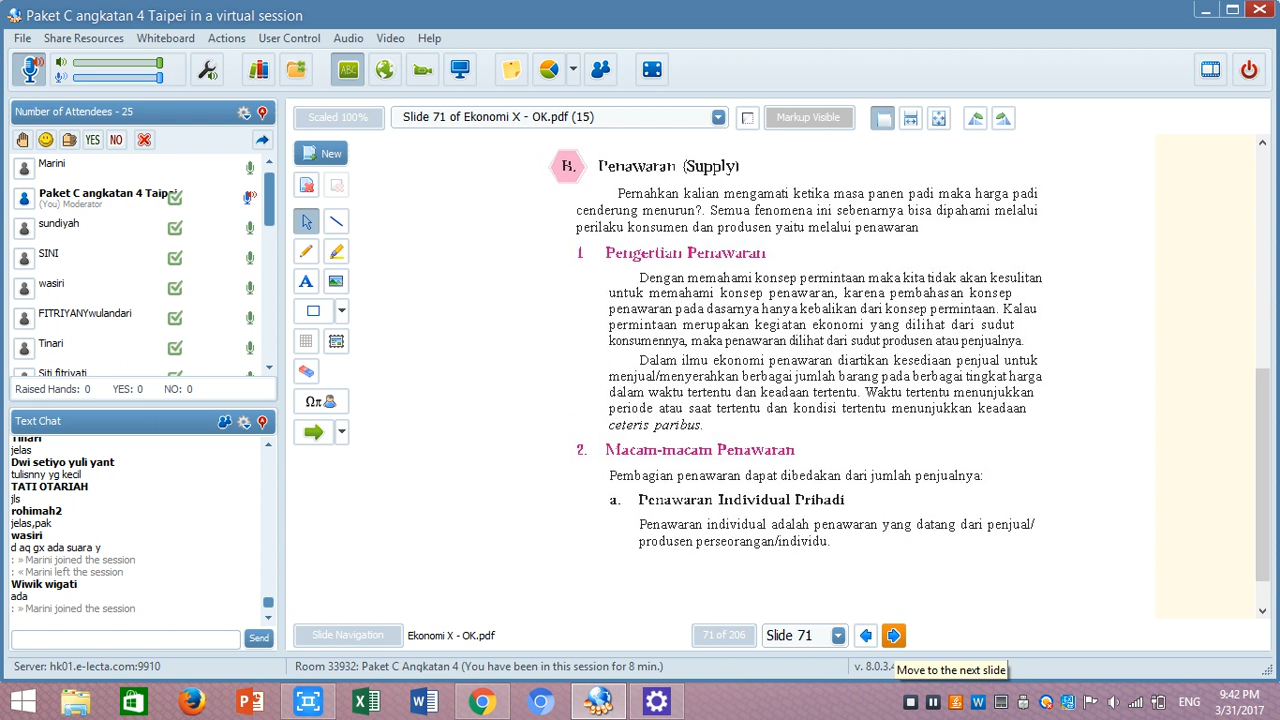 Paket C angkatan 4 Taipei in a virtual session
File Share Resources Whiteboard Actions User Control Audio Video Help
Number of Attendees - 25
YES NO
Marini
Paket C angkatan 4 Taipei
(You) Moderator
sundiyah
SINI
wasiri
FITRIYANYwulandari
Tinari
Siti fitriyati
Raised Hands: 0 YES: 0 NO: 0
Text Chat
Tinari
jelas
Dwi setiyo yuli yant
tulisnny yg kecil
TATI OTARIAH
jls
rohimah2
jelas,pak
wasiri
d aq gx ada suara y
: » Marini joined the session
: « Marini left the session
Wiwik wigati
ada
: » Marini joined the session
Send
Scaled 100%
Slide 71 of Ekonomi X - OK.pdf (15)
Markup Visible
New
ABC
A
Ωπ
B. Penawaran (Supply)
Pernahkan kalian mengamati ketika masa panen padi maka harga padi
cenderung menurun?. Semua fenomena ini sebenarnya bisa dipahami melalui
perilaku konsumen dan produsen yaitu melalui penawaran
1 Pengertian Penawaran
Dengan memahami konsep permintaan maka kita tidak akan kesulitan
untuk memahami konsep penawaran, karena pembahasan konsep
penawaran pada dasarnya hanya kebalikan dari konsep permintaan. Kalau
permintaan merupakan kegiatan ekonomi yang dilihat dari sudut
konsumennya, maka penawaran dilihat dari sudut produsen atau penjualnya.
Dalam ilmu ekonomi penawaran diartikan kesediaan penjual untuk
menjual/menyerahkan berbagai jumlah barang pada berbagai tingkat harga
dalam waktu tertentu dan keadaan tertentu. Waktu tertentu menunjukkan
periode atau saat tertentu dan kondisi tertentu menunjukkan keadaan
ceteris paribus.
2. Macam-macam Penawaran
Pembagian penawaran dapat dibedakan dari jumlah penjualnya:
a. Penawaran Individual Pribadi
Penawaran individual adalah penawaran yang datang dari penjual/
produsen perseorangan/individu.
Slide Navigation
Ekonomi X - OK.pdf
71 of 206
Slide 71
Server: hk01.e-lecta.com:9910
Room 33932: Paket C Angkatan 4 (You have been in this session for 8 min.)
v. 8.0.3.4
Move to the next slide
ENG
9:42 PM
3/31/2017